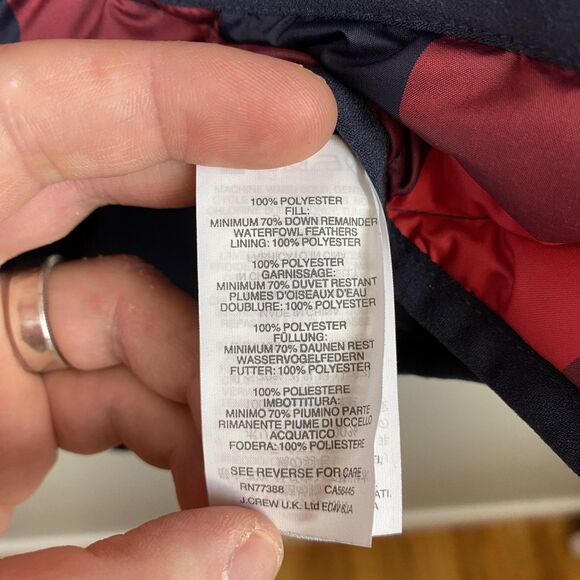 100% POLYESTER
FILL:
MINIMUM 70% DOWN REMAINDER
WATERFOWL FEATHERS
LINING: 100% POLYESTER
100% POLYESTER
GARNISSAGE:
MINIMUM 70% DUVET RESTANT
PLUMES D'OISEAUX D'EAU
DOUBLURE: 100% POLYESTER
100% POLYESTER
FÜLLUNG:
MINIMUM 70% DAUNEN REST
WASSERVOGELFEDERN
FUTTER: 100% POLYESTER
100% POLIESTERE
IMBOTTITURA:
MINIMO 70% PIUMINO PARTE
RIMANENTE PIUME DI UCCELLO
ACQUATICO
FODERA: 100% POLIESTERE
SEE REVERSE FOR CARE
RN77388 CA56445
J.CREW U.K. Ltd